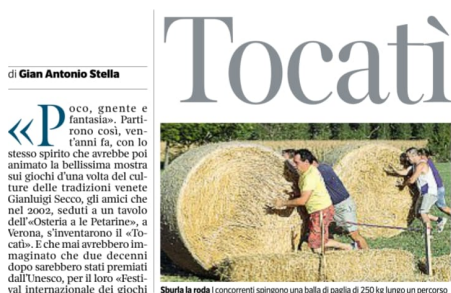 Tocatì
di Gian Antonio Stella
«Poco, gnente e
fantasia». Parti-
rono così, ven-
t'anni fa, con lo
stesso spirito che avrebbe poi
animato la bellissima mostra
sui giochi d'una volta del cul-
ture delle tradizioni venete
Gianluigi Secco, gli amici che
nel 2002, seduti a un tavolo
dell'«Osteria a le Petarine», a
Verona, s'inventarono il «To-
catì». E che mai avrebbero im-
maginato che due decenni
dopo sarebbero stati premiati
dall'Unesco, per il loro «Festi-
val internazionale dei giochi
Sburla la roda I concorrenti spingono una balla di paglia di 250 kg lungo un percorso